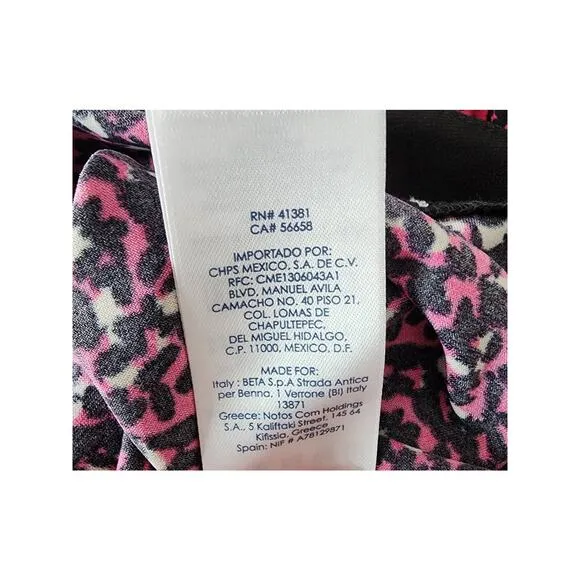 RN# 41381
CA# 56658
IMPORTADO POR:
CHPS MEXICO, S.A. DE C.V.
RFC: CME1306043A1
BLVD, MANUEL AVILA
CAMACHO NO. 40 PISO 21,
COL. LOMAS DE
CHAPULTEPEC,
DEL MIGUEL HIDALGO,
C.P. 11000, MEXICO, D.F.
MADE FOR:
Italy : BETA S.p.A Strada Antica
per Benna, 1 Verrone (BI) Italy
13871
Greece: Notos Com Holdings
S.A., 5 Kaliftaki Street, 145 64
Kifissia, Greece
Spain: NIF # A78129871